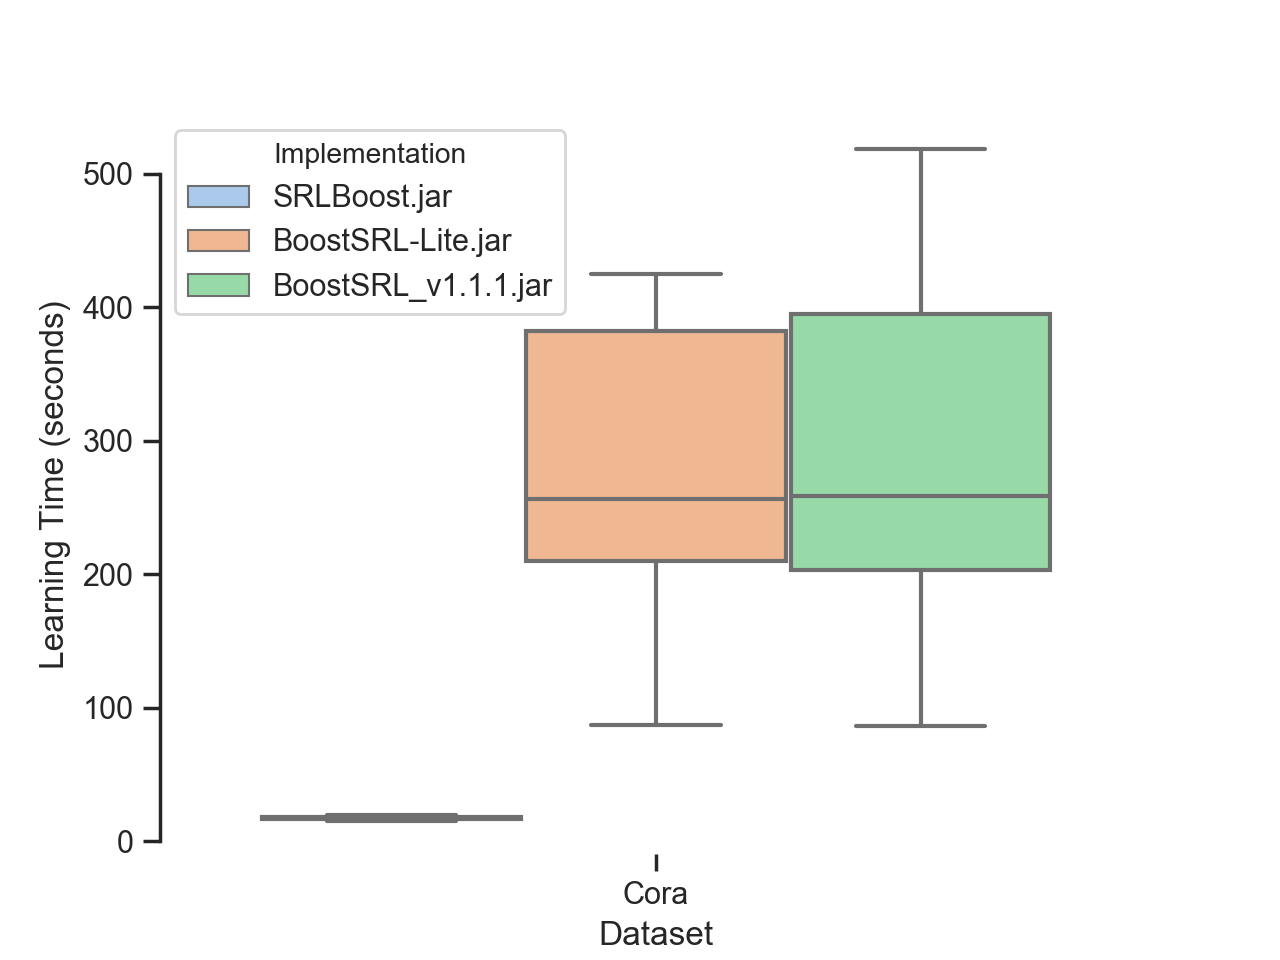 Implementation
SRLBoost.jar
BoostSRL-Lite.jar
BoostSRL_v1.1.1.jar
Learning Time (seconds)
500
400
300
200
100
0
Cora
Dataset